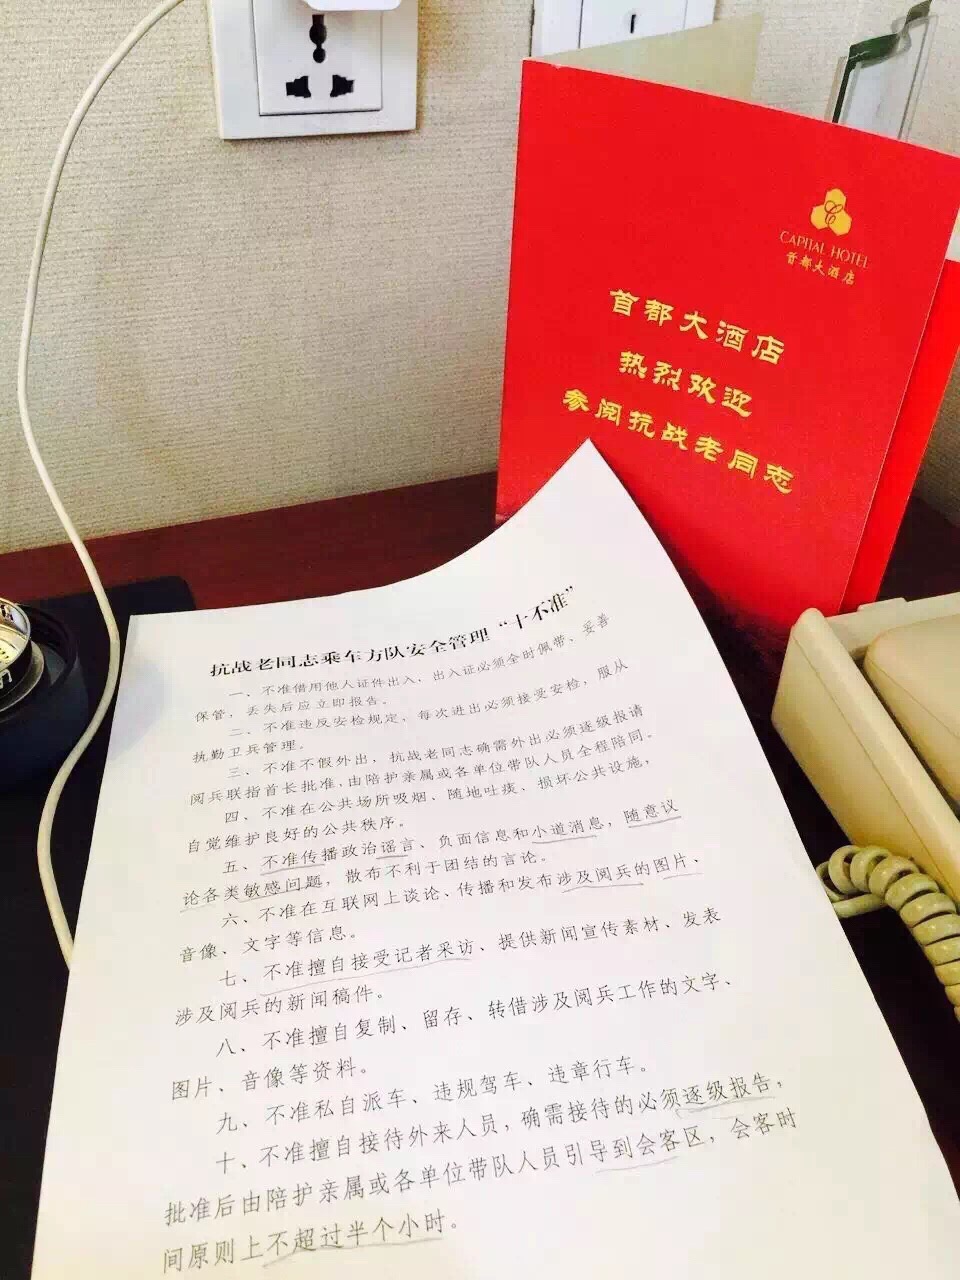 CAPITAL HOTEL
首都大酒店
首都大酒店
热烈欢迎
参阅抗战老同志
抗战老同志乘车方队安全管理“十不准”
一、不准借用他人证件出入，出入证必须全时佩带、妥善
保管，丢失后应立即报告。
二、不准违反安检规定，每次进出必须接受安检，服从
执勤卫兵管理。
三、不准不假外出，抗战老同志确需外出必须逐级报请
阅兵联指首长批准，由陪护亲属或各单位带队人员全程陪同。
四、不准在公共场所吸烟、随地吐痰、损坏公共设施，
自觉维护良好的公共秩序。
五、不准传播政治谣言、负面信息和小道消息，随意议
论各类敏感问题，散布不利于团结的言论。
六、不准在互联网上谈论、传播和发布涉及阅兵的图片、
音像、文字等信息。
七、不准擅自接受记者采访、提供新闻宣传素材、发表
涉及阅兵的新闻稿件。
八、不准擅自复制、留存、转借涉及阅兵工作的文字、
图片、音像等资料。
九、不准私自派车、违规驾车、违章行车。
十、不准擅自接待外来人员，确需接待的必须逐级报告，
批准后由陪护亲属或各单位带队人员引导到会客区，会客时
间原则上不超过半个小时。